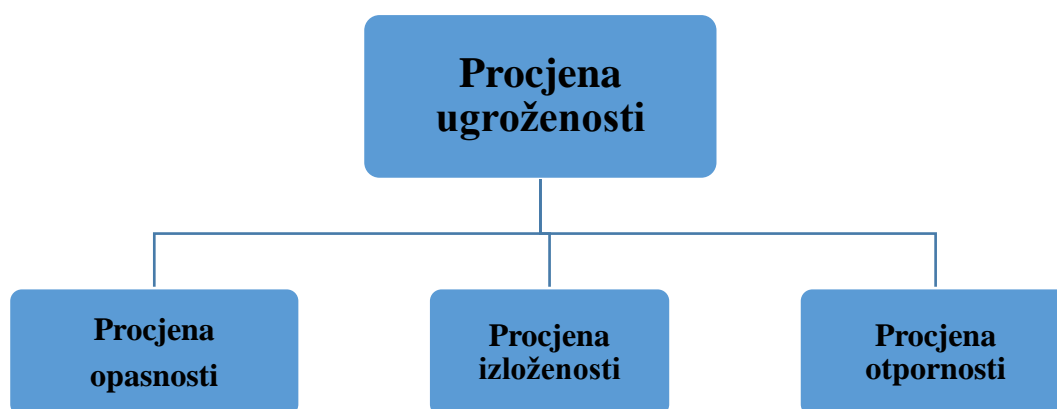 Procjena
ugroženosti
Procjena
opasnosti
Procjena
izloženosti
Procjena
otpornosti